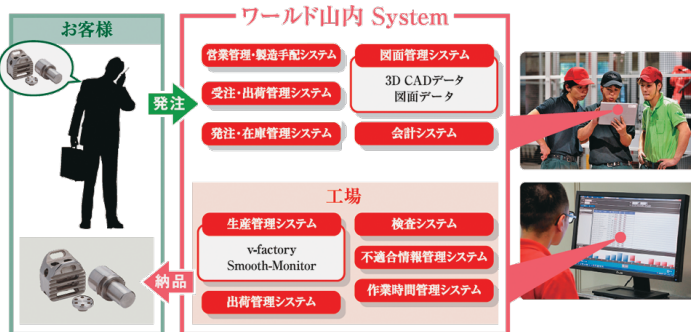 お客様
発注
納品
ワールド山内 System
営業管理・製造手配システム
受注・出荷管理システム
発注・在庫管理システム
図面管理システム
3D CADデータ
図面データ
会計システム
工場
生産管理システム
v-factory
Smooth-Monitor
出荷管理システム
検査システム
不適合情報管理システム
作業時間管理システム